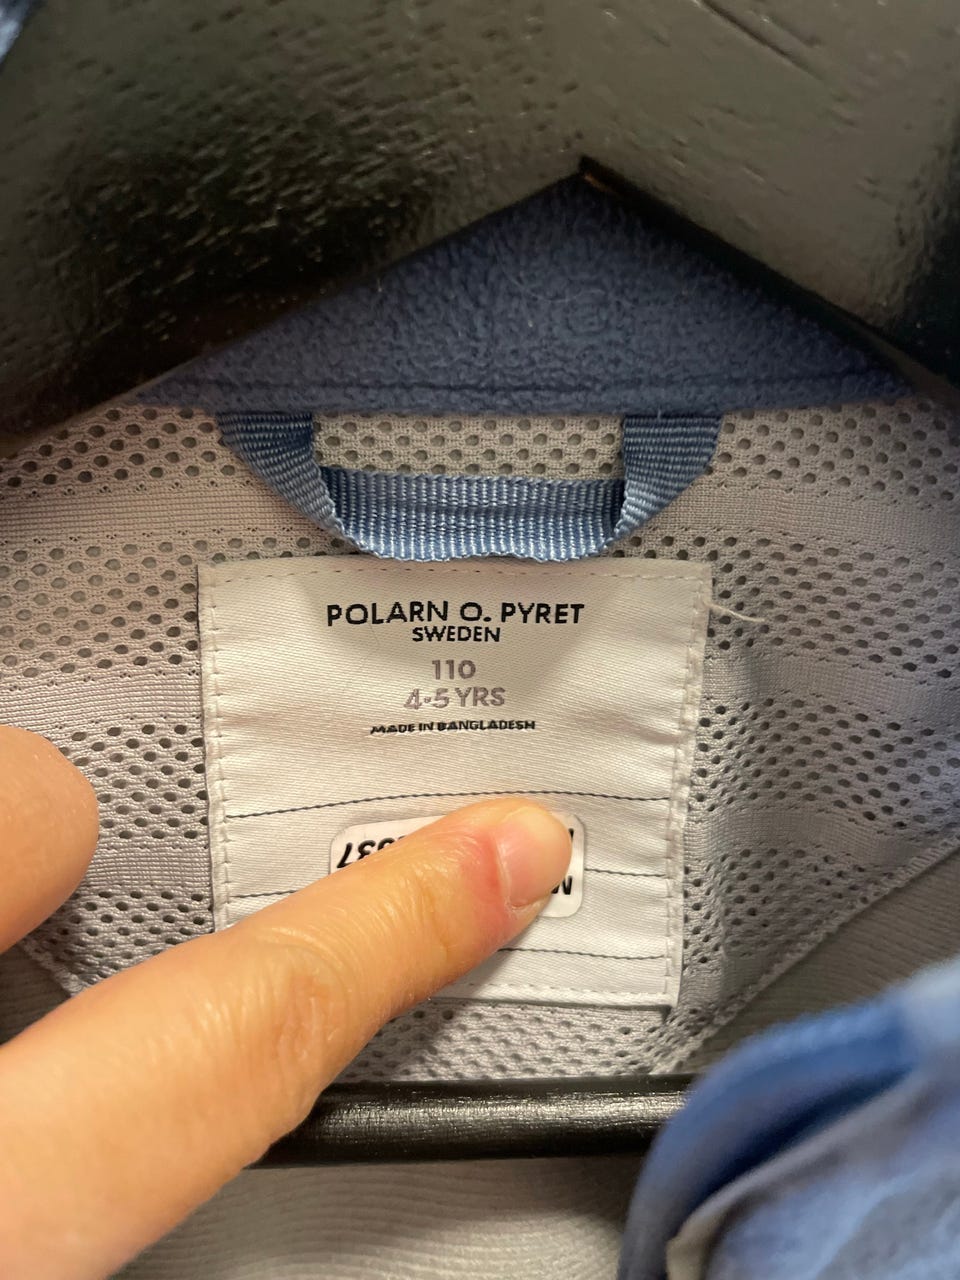 POLARN O. PYRET
SWEDEN
110
4-5 YRS
MADE IN BANGLADESH